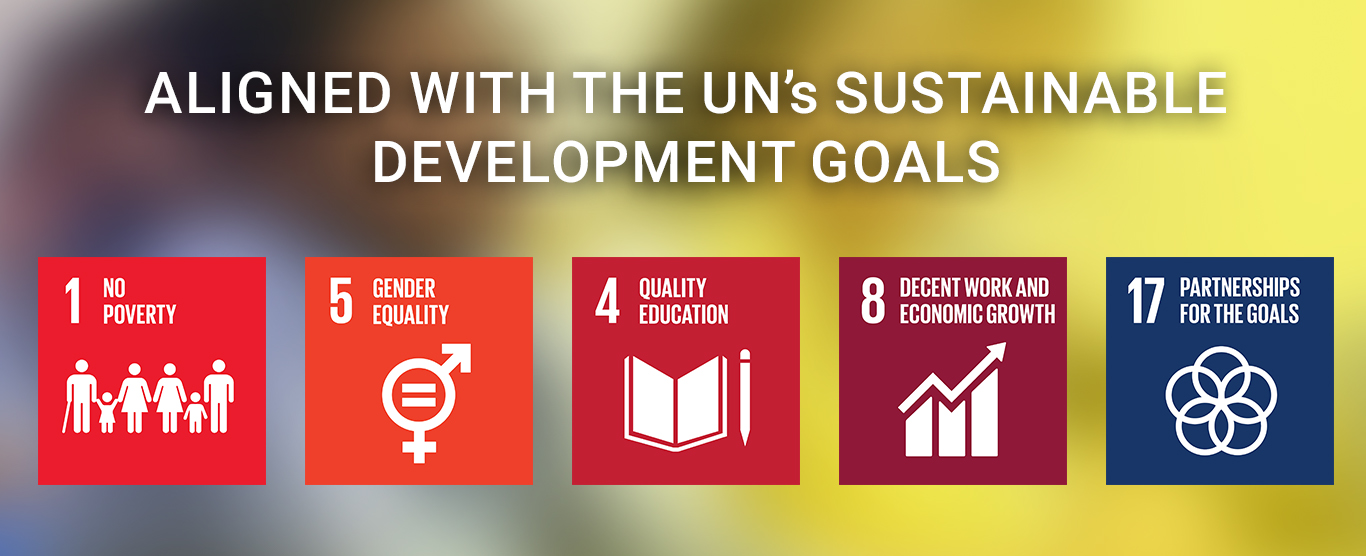 ALIGNED WITH THE UN's SUSTAINABLE
DEVELOPMENT GOALS
1 NO
POVERTY
5 GENDER
EQUALITY
4 QUALITY
EDUCATION
8 DECENT WORK AND
ECONOMIC GROWTH
17 PARTNERSHIPS
FOR THE GOALS